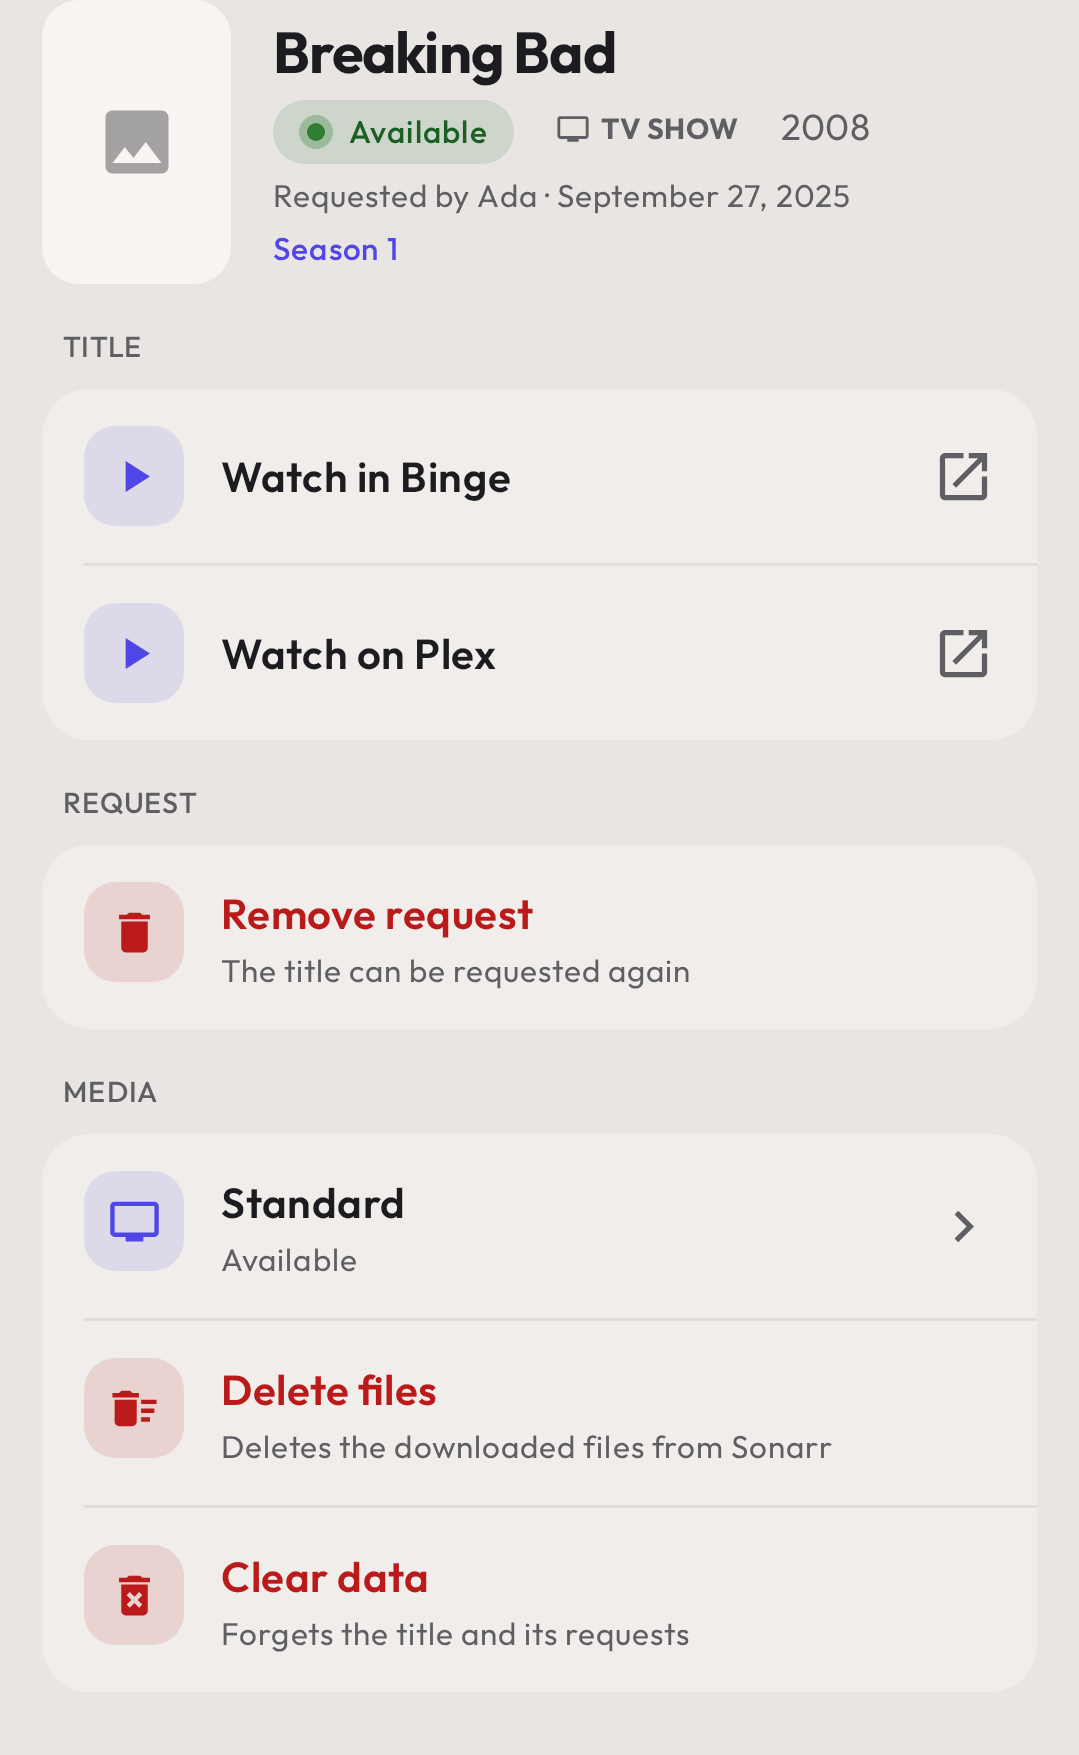 Breaking Bad
Available TV SHOW 2008
Requested by Ada · September 27, 2025
Season 1
TITLE
Watch in Binge
Watch on Plex
REQUEST
Remove request
The title can be requested again
MEDIA
Standard
Available
Delete files
Deletes the downloaded files from Sonarr
Clear data
Forgets the title and its requests